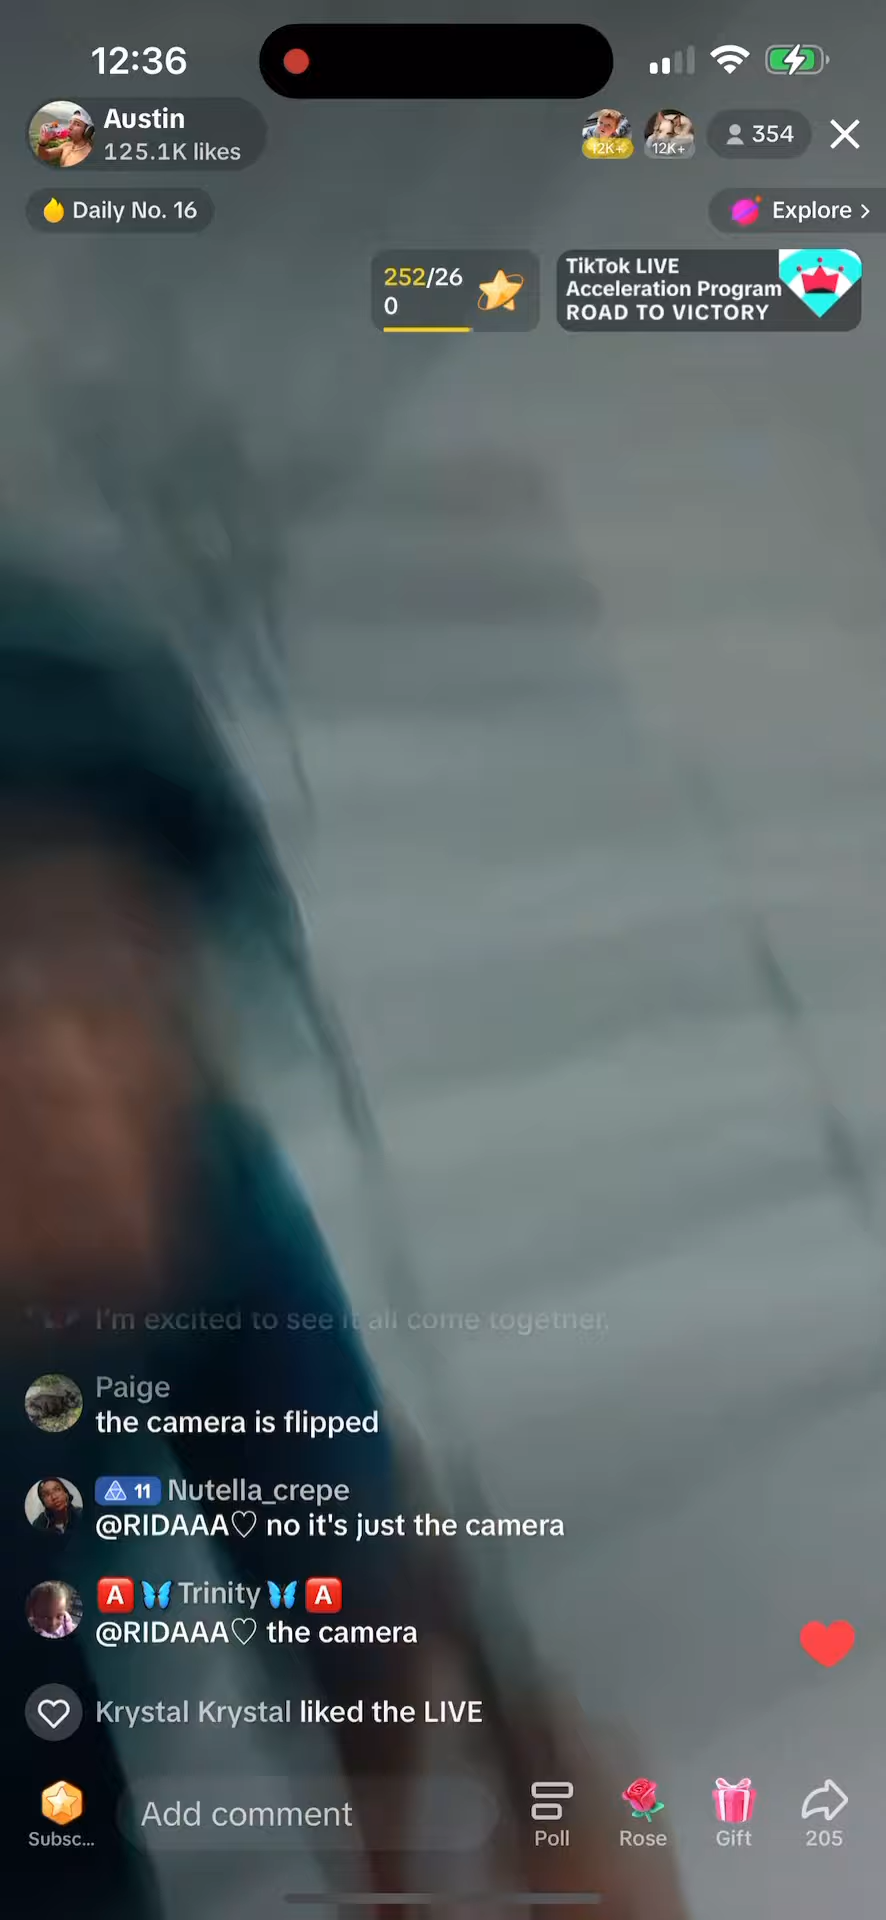 12:36
Austin
125.1K likes
12K+
12K+
354
Daily No. 16
Explore >
252/26
0
TikTok LIVE
Acceleration Program
ROAD TO VICTORY
I'm excited to see it all come together.
Paige
the camera is flipped
11 Nutella_crepe
@RIDAAA♡ no it's just the camera
🅰️🦋Trinity🦋🅰️
@RIDAAA♡ the camera
Krystal Krystal liked the LIVE
Subsc...
Add comment
Poll
Rose
Gift
205